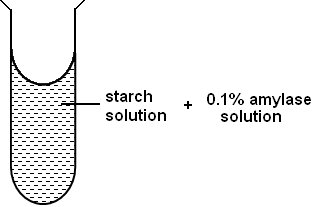 starch + 0.1% amylase
solution solution